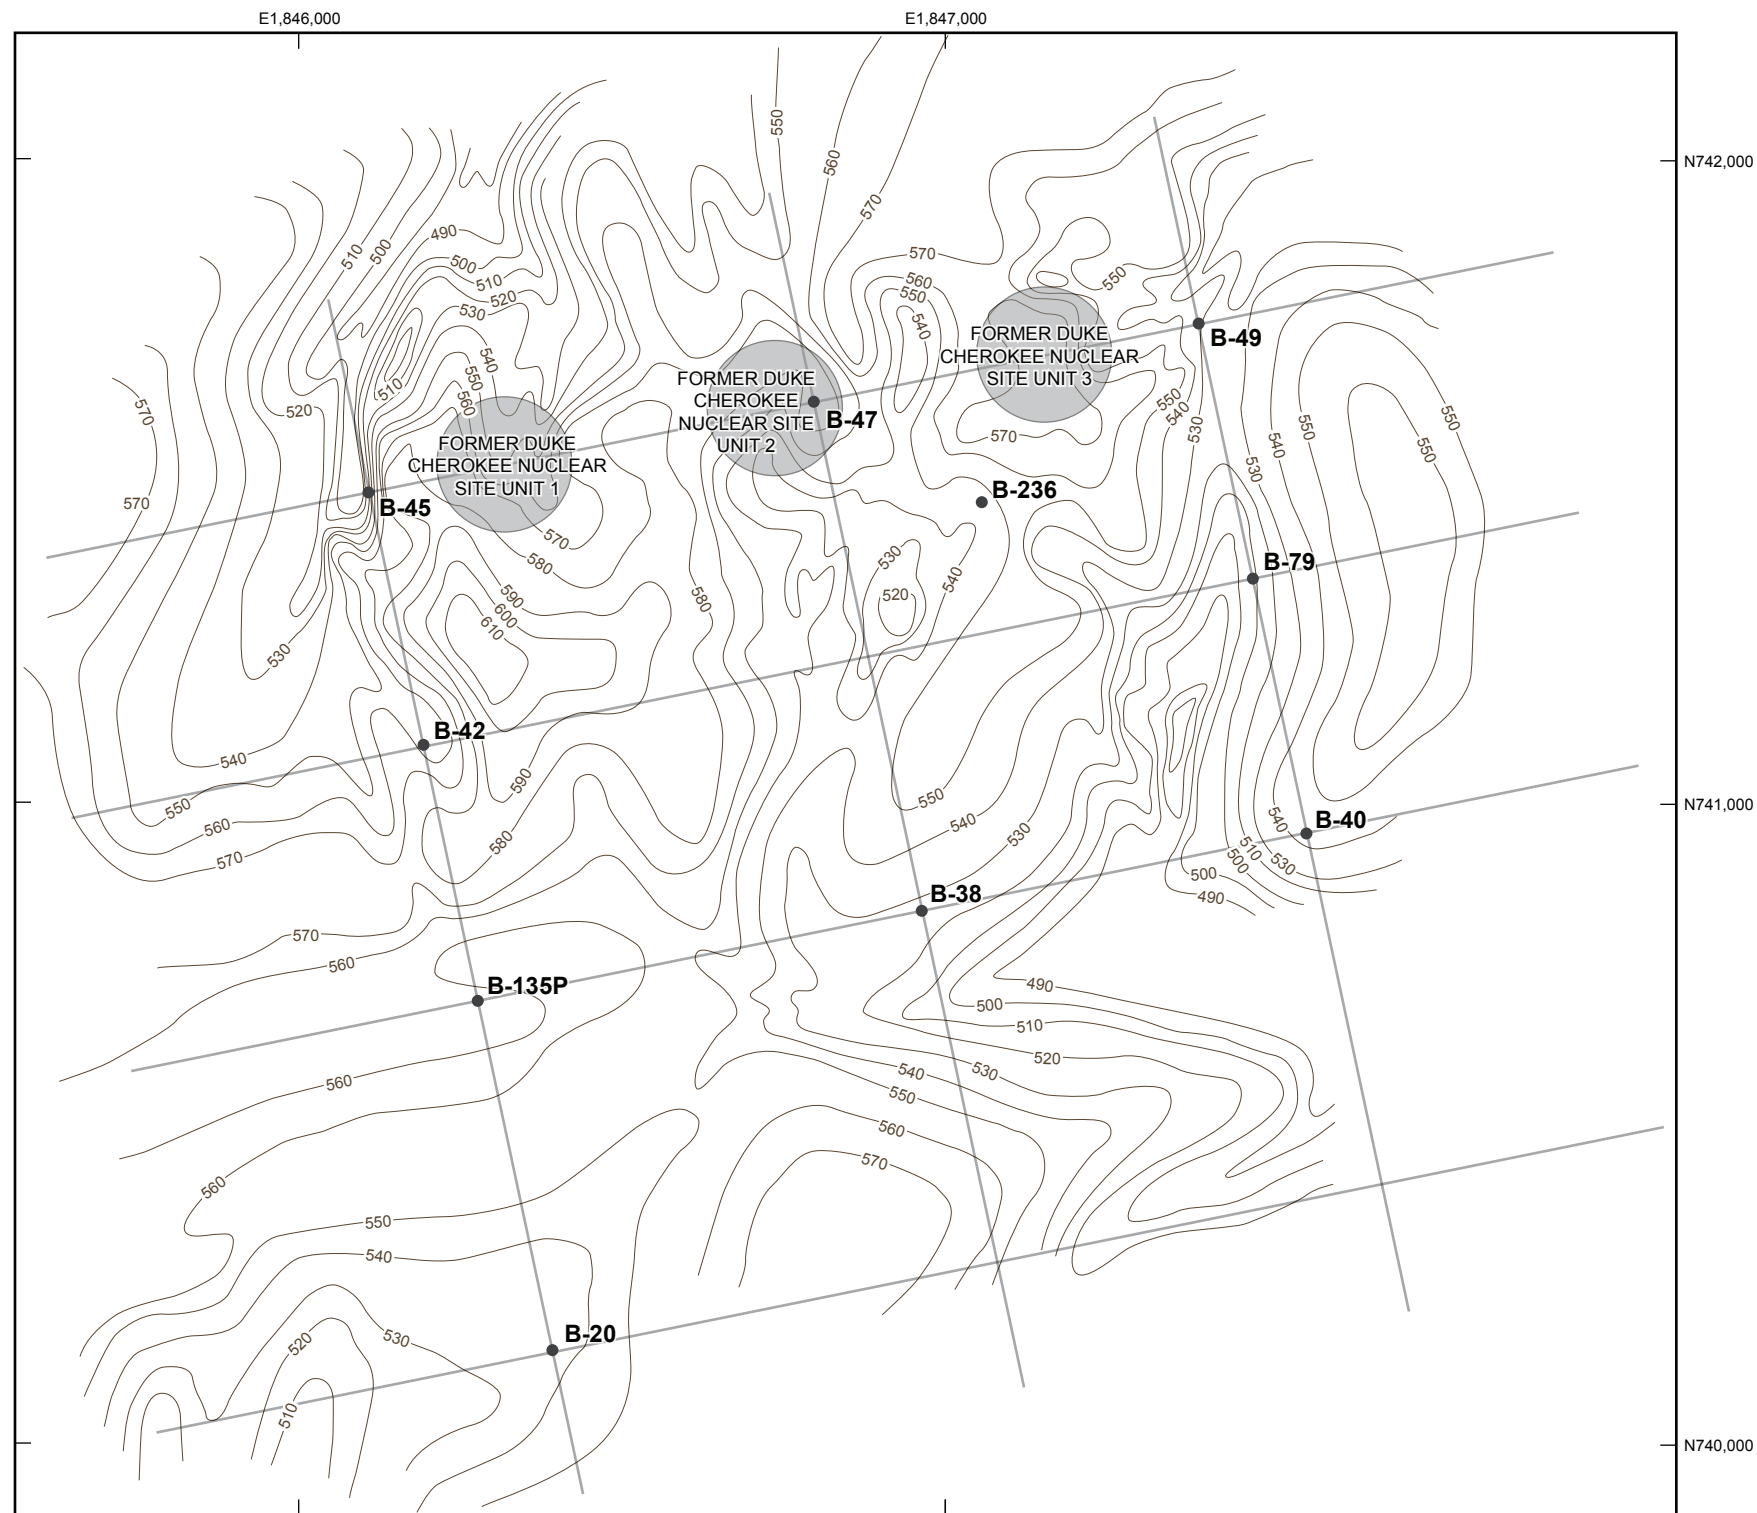 E1,846,000
E1,847,000
N742,000
N741,000
N740,000
550
560
570
510
500
490
500
510
520
530
540
550
560
510
520
570
570
530
570
560
550
540
550
570
550
540
530
530
540
550
550
550
FORMER DUKE
CHEROKEE NUCLEAR
SITE UNIT 1
FORMER DUKE
CHEROKEE
NUCLEAR SITE
UNIT 2
FORMER DUKE
CHEROKEE NUCLEAR
SITE UNIT 3
B-49
B-47
B-45
B-236
B-79
570
580
590
600
610
580
530
520
540
B-42
540
550
560
570
590
580
550
540
530
B-40
540
510
500
530
500
490
B-38
570
560
B-135P
490
500
510
520
530
540
550
560
570
560
560
550
540
B-20
530
520
510